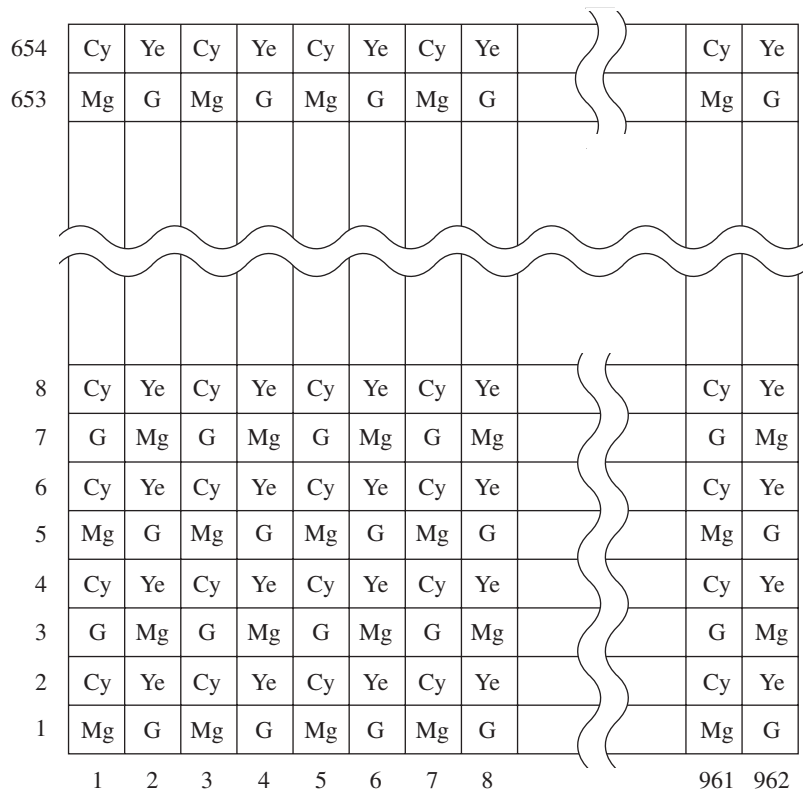 654 Cy Ye Cy Ye Cy Ye Cy Ye Cy Ye
653 Mg G Mg G Mg G Mg G Mg G
8 Cy Ye Cy Ye Cy Ye Cy Ye Cy Ye
7 G Mg G Mg G Mg G Mg G Mg
6 Cy Ye Cy Ye Cy Ye Cy Ye Cy Ye
5 Mg G Mg G Mg G Mg G Mg G
4 Cy Ye Cy Ye Cy Ye Cy Ye Cy Ye
3 G Mg G Mg G Mg G Mg G Mg
2 Cy Ye Cy Ye Cy Ye Cy Ye Cy Ye
1 Mg G Mg G Mg G Mg G Mg G
1 2 3 4 5 6 7 8 961 962